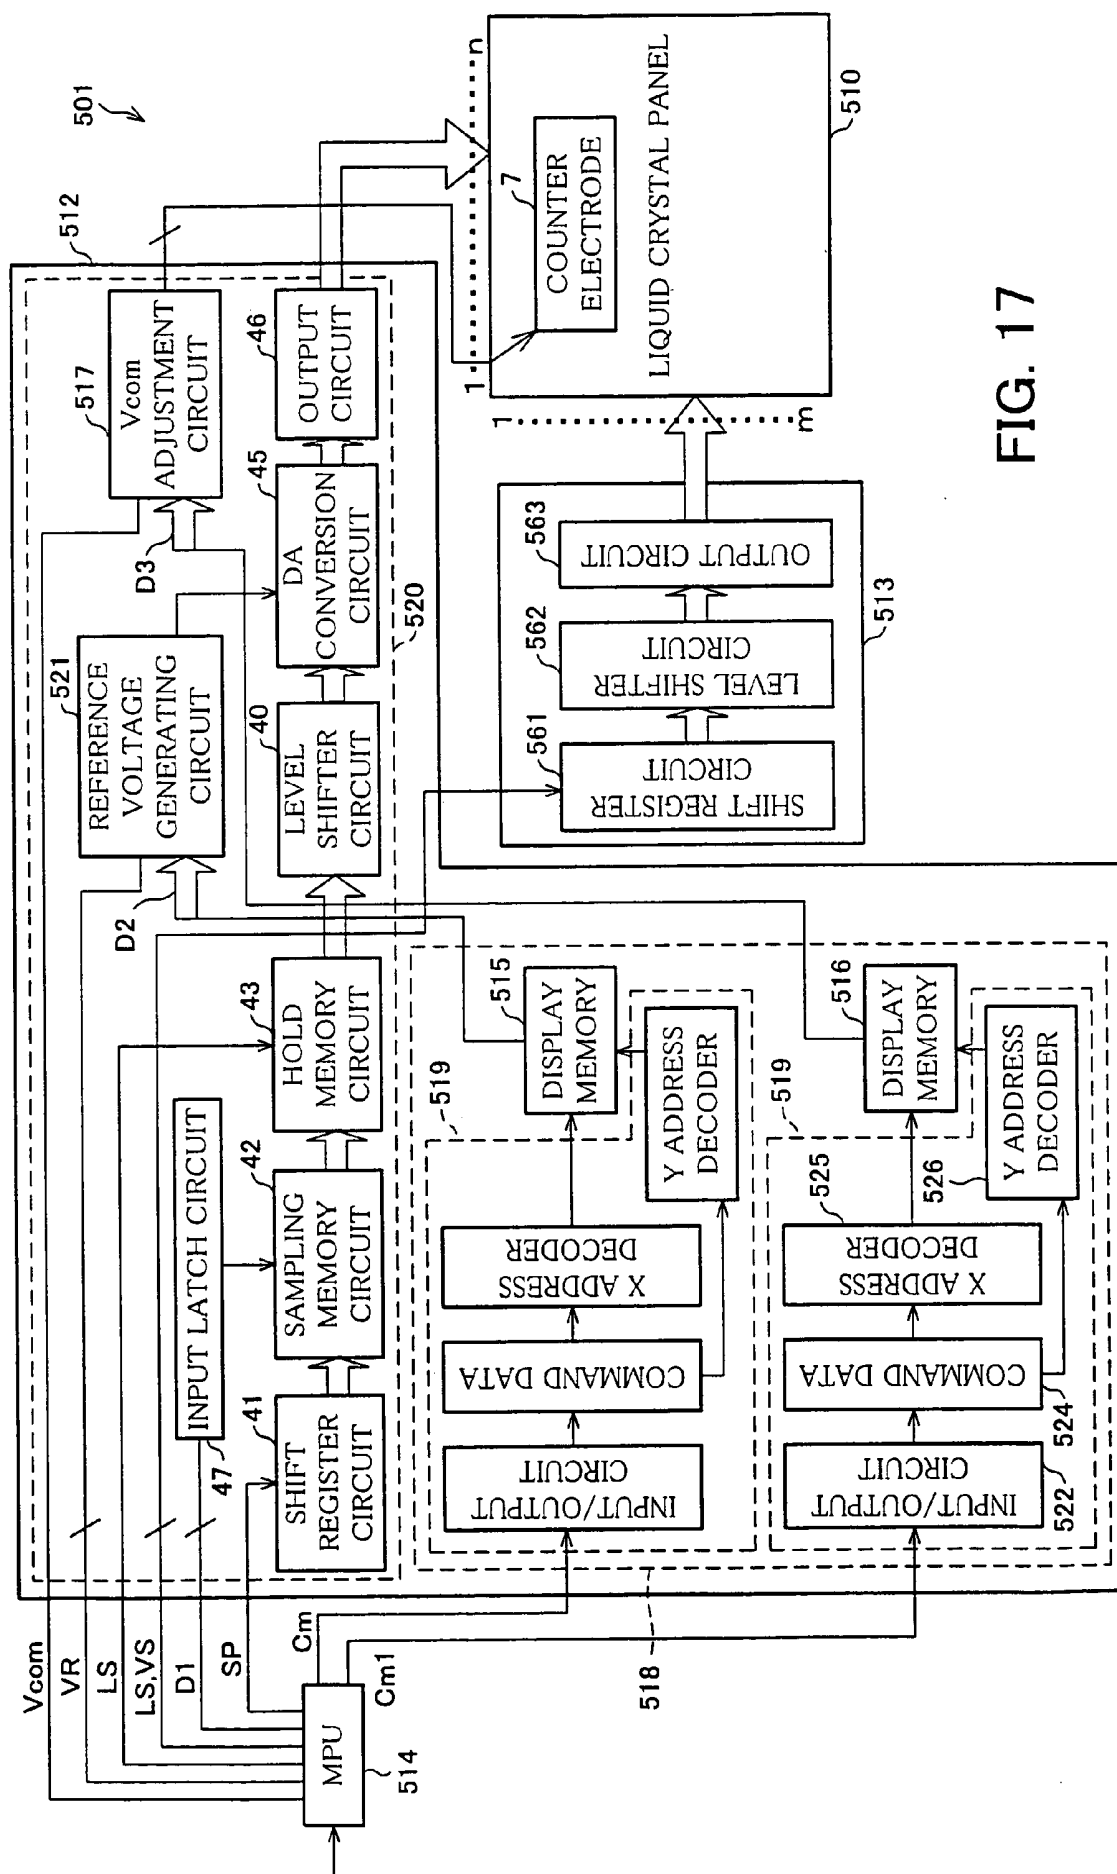 501
512
517
Vcom
ADJUSTMENT
CIRCUIT
D3
521
REFERENCE
VOLTAGE
GENERATING
CIRCUIT
D2
46
OUTPUT
CIRCUIT
45
DA
CONVERSION
CIRCUIT
40
LEVEL
SHIFTER
CIRCUIT
43
HOLD
MEMORY
CIRCUIT
42
SAMPLING
MEMORY
CIRCUIT
41
SHIFT
REGISTER
CIRCUIT
INPUT LATCH CIRCUIT
47
520
Vcom
VR
LS
LS,VS
D1
SP
Cm
Cm1
MPU
514
1
n
1
m
7
COUNTER
ELECTRODE
LIQUID CRYSTAL PANEL
510
561
SHIFT REGISTER
CIRCUIT
562
LEVEL SHIFTER
CIRCUIT
563
OUTPUT CIRCUIT
513
518
519
INPUT/OUTPUT
CIRCUIT
COMMAND DATA
X ADDRESS
DECODER
515
DISPLAY
MEMORY
Y ADDRESS
DECODER
519
INPUT/OUTPUT
CIRCUIT
522
COMMAND DATA
524
525
X ADDRESS
DECODER
516
DISPLAY
MEMORY
526
Y ADDRESS
DECODER
FIG. 17